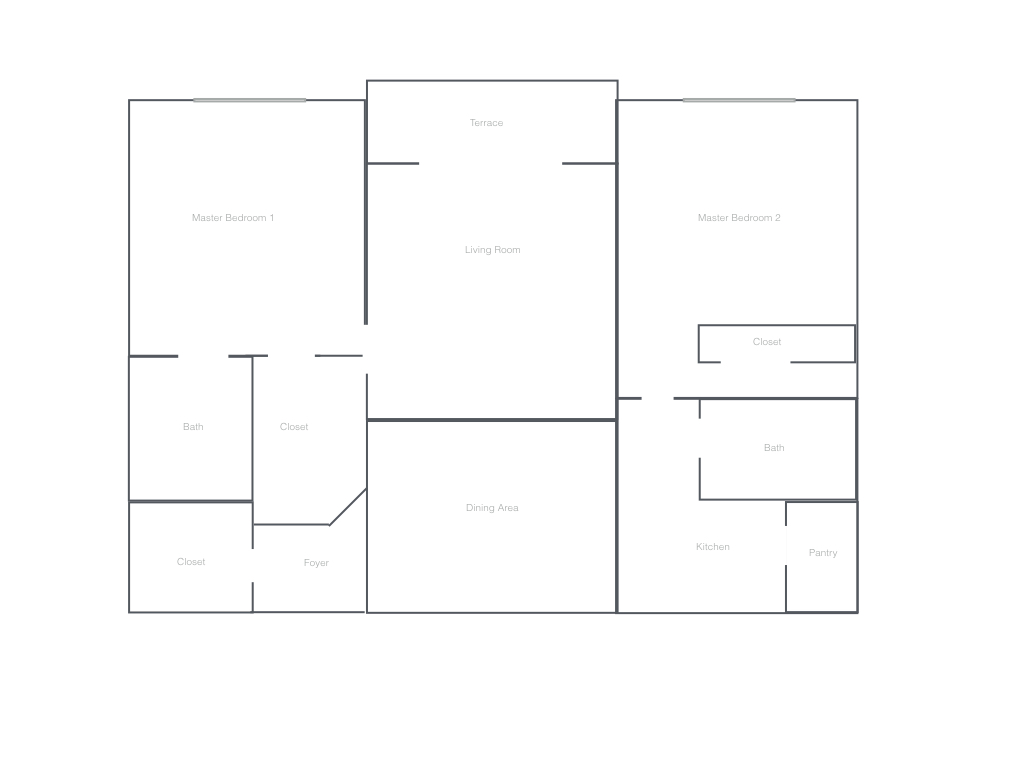 Terrace
Master Bedroom 1
Master Bedroom 2
Living Room
Closet
Bath
Closet
Bath
Dining Area
Kitchen
Pantry
Closet
Foyer